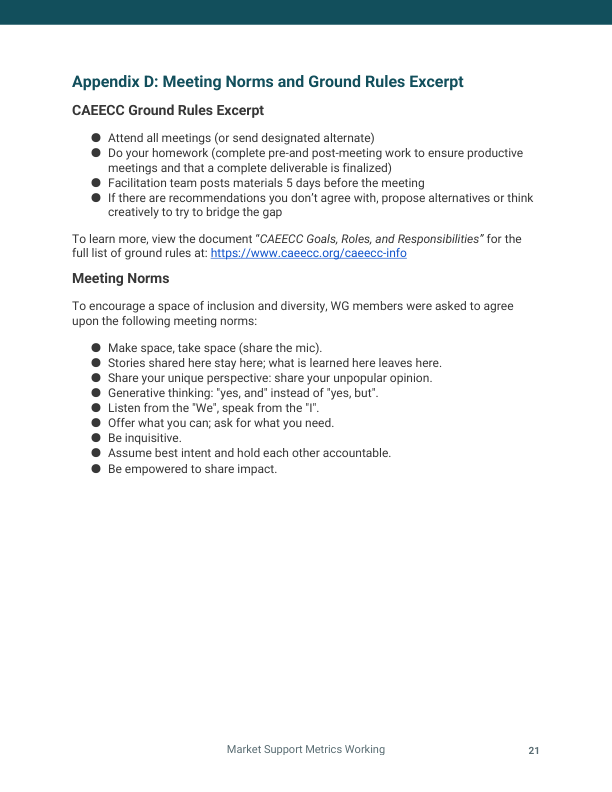 Appendix D: Meeting Norms and Ground Rules Excerpt
CAEECC Ground Rules Excerpt
● Attend all meetings (or send designated alternate)
● Do your homework (complete pre-and post-meeting work to ensure productive
meetings and that a complete deliverable is finalized)
● Facilitation team posts materials 5 days before the meeting
● If there are recommendations you don’t agree with, propose alternatives or think
creatively to try to bridge the gap
To learn more, view the document “CAEECC Goals, Roles, and Responsibilities” for the
full list of ground rules at: https://www.caeecc.org/caeecc-info
Meeting Norms
To encourage a space of inclusion and diversity, WG members were asked to agree
upon the following meeting norms:
● Make space, take space (share the mic).
● Stories shared here stay here; what is learned here leaves here.
● Share your unique perspective: share your unpopular opinion.
● Generative thinking: "yes, and" instead of "yes, but".
● Listen from the "We", speak from the "I".
● Offer what you can; ask for what you need.
● Be inquisitive.
● Assume best intent and hold each other accountable.
● Be empowered to share impact.
Market Support Metrics Working 21